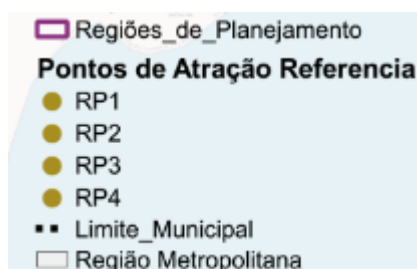 Regiões_de_Planejamento
Pontos de Atração Referencia
RP1
RP2
RP3
RP4
Limite_Municipal
Região Metropolitana